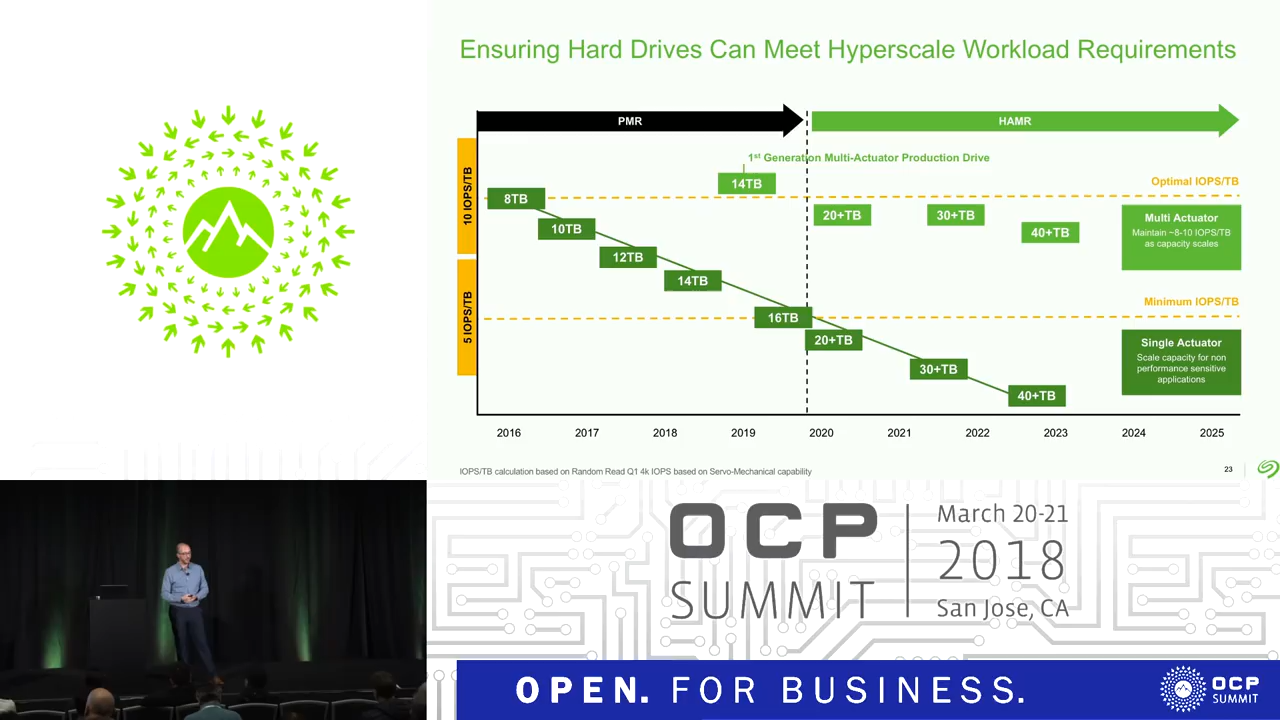 Ensuring Hard Drives Can Meet Hyperscale Workload Requirements
PMR
HAMR
1st Generation Multi-Actuator Production Drive
10 IOPS/TB
5 IOPS/TB
Optimal IOPS/TB
14TB
8TB
10TB
12TB
14TB
16TB
20+TB
30+TB
40+TB
20+TB
30+TB
40+TB
Multi Actuator
Maintain ~8-10 IOPS/TB
as capacity scales
Minimum IOPS/TB
Single Actuator
Scale capacity for non
performance sensitive
applications
2016 2017 2018 2019 2020 2021 2022 2023 2024 2025
IOPS/TB calculation based on Random Read Q1 4k IOPS based on Servo-Mechanical capability
23
OCP
SUMMIT
March 20-21
2018
San Jose, CA
OPEN. FOR BUSINESS.
OCP
SUMMIT